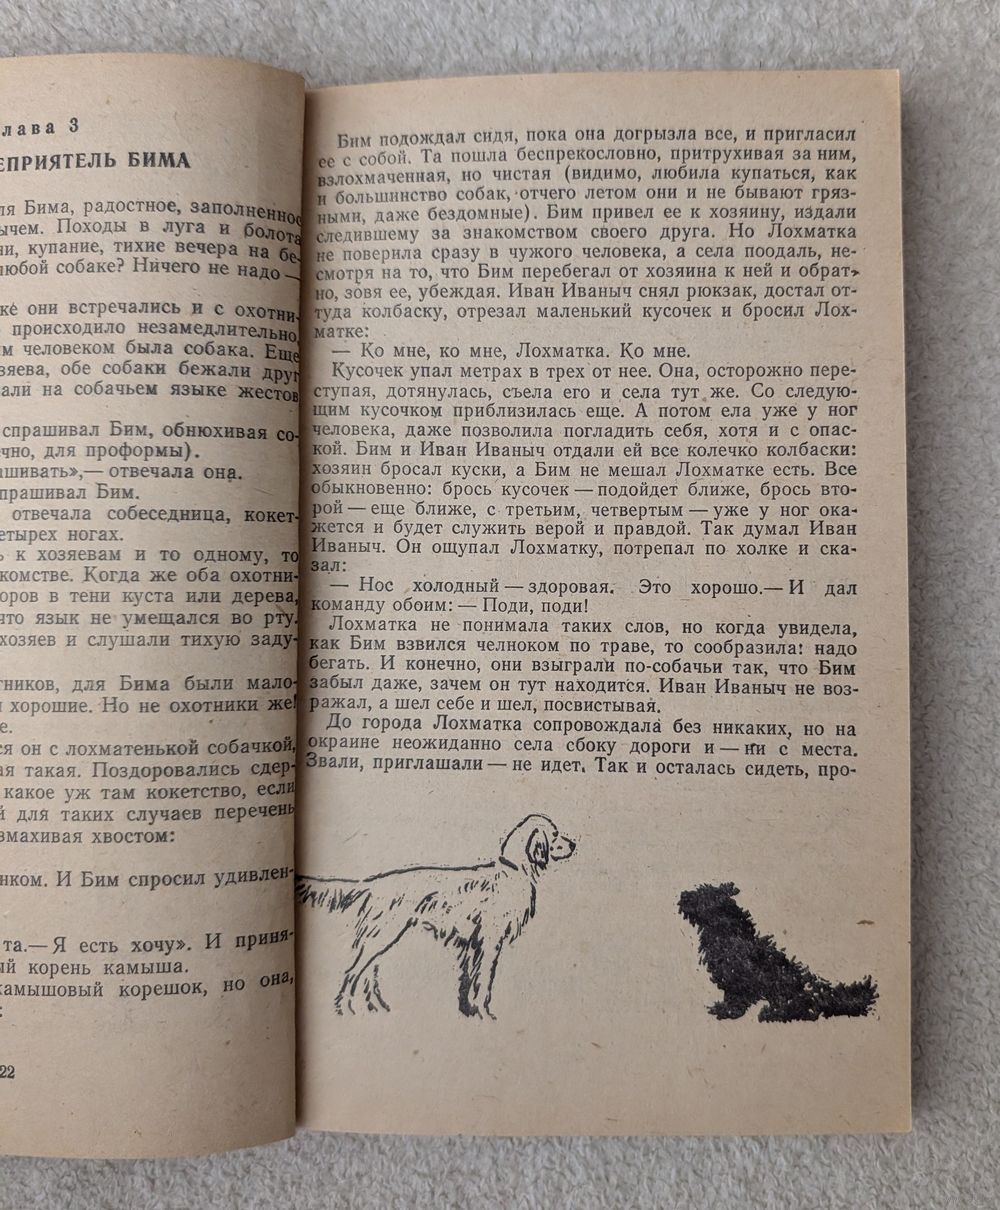 лава 3
ЕПРИЯТЕЛЬ БИМА
ля Бима, радостное, заполненное
ычем. Походы в луга и болота
ни, купание, тихие вечера на бе-
любой собаке? Ничего не надо —
же они встречались и с охотни-
происходило незамедлительно,
м человеком была собака. Еще
зяева, обе собаки бежали друг
али на собачьем языке жестов
спрашивал Бим, обнюхивая со-
ечно, для проформы).
ашивать»,— отвечала она.
прашивал Бим.
отвечала собеседница, кокет-
етырех ногах.
ь к хозяевам и то одному, то
комстве. Когда же оба охотни-
оров в тени куста или дерева,
что язык не умещался во рту.
хозяев и слушали тихую заду-
тников, для Бима были мало-
и хорошие. Но не охотники же!
е.
ся он с лохматенькой собачкой,
ая такая. Поздоровались сдер-
какое уж там кокетство, если
й для таких случаев перечень
змахивая хвостом:
нком. И Бим спросил удивлен-
та.— Я есть хочу». И приня-
ый корень камыша.
камышовый корешок, но она,
:
22
Бим подождал сидя, пока она догрызла все, и пригласил
ее с собой. Та пошла беспрекословно, притрухивая за ним,
взлохмаченная, но чистая (видимо, любила купаться, как
и большинство собак, отчего летом они и не бывают гряз-
ными, даже бездомные). Бим привел ее к хозяину, издали
следившему за знакомством своего друга. Но Лохматка
не поверила сразу в чужого человека, а села поодаль, не-
смотря на то, что Бим перебегал от хозяина к ней и обрат-
но, зовя ее, убеждая. Иван Иваныч снял рюкзак, достал от-
туда колбаску, отрезал маленький кусочек и бросил Лох-
матке:
— Ко мне, ко мне, Лохматка. Ко мне.
Кусочек упал метрах в трех от нее. Она, осторожно пере-
ступая, дотянулась, съела его и села тут же. Со следую-
щим кусочком приблизилась еще. А потом ела уже у ног
человека, даже позволила погладить себя, хотя и с опас-
кой. Бим и Иван Иваныч отдали ей все колечко колбаски:
хозяин бросал куски, а Бим не мешал Лохматке есть. Все
обыкновенно: брось кусочек — подойдет ближе, брось вто-
рой — еще ближе, с третьим, четвертым — уже у ног ока-
жется и будет служить верой и правдой. Так думал Иван
Иваныч. Он ощупал Лохматку, потрепал по холке и ска-
зал:
— Нос холодный — здоровая. Это хорошо.— И дал
команду обоим: — Поди, поди!
Лохматка не понимала таких слов, но когда увидела,
как Бим взвился челноком по траве, то сообразила: надо
бегать. И конечно, они взыграли по-собачьи так, что Бим
забыл даже, зачем он тут находится. Иван Иваныч не воз-
ражал, а шел себе и шел, посвистывая.
До города Лохматка сопровождала без никаких, но на
окраине неожиданно села сбоку дороги и — ни с места.
Звали, приглашали — не идет. Так и осталась сидеть, про-